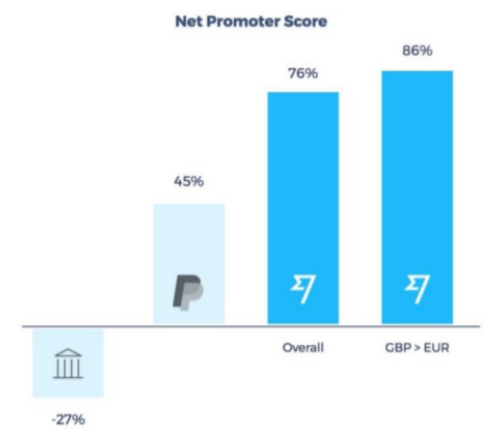 Net Promoter Score
86%
76%
45%
Overall
GBP > EUR
-27%